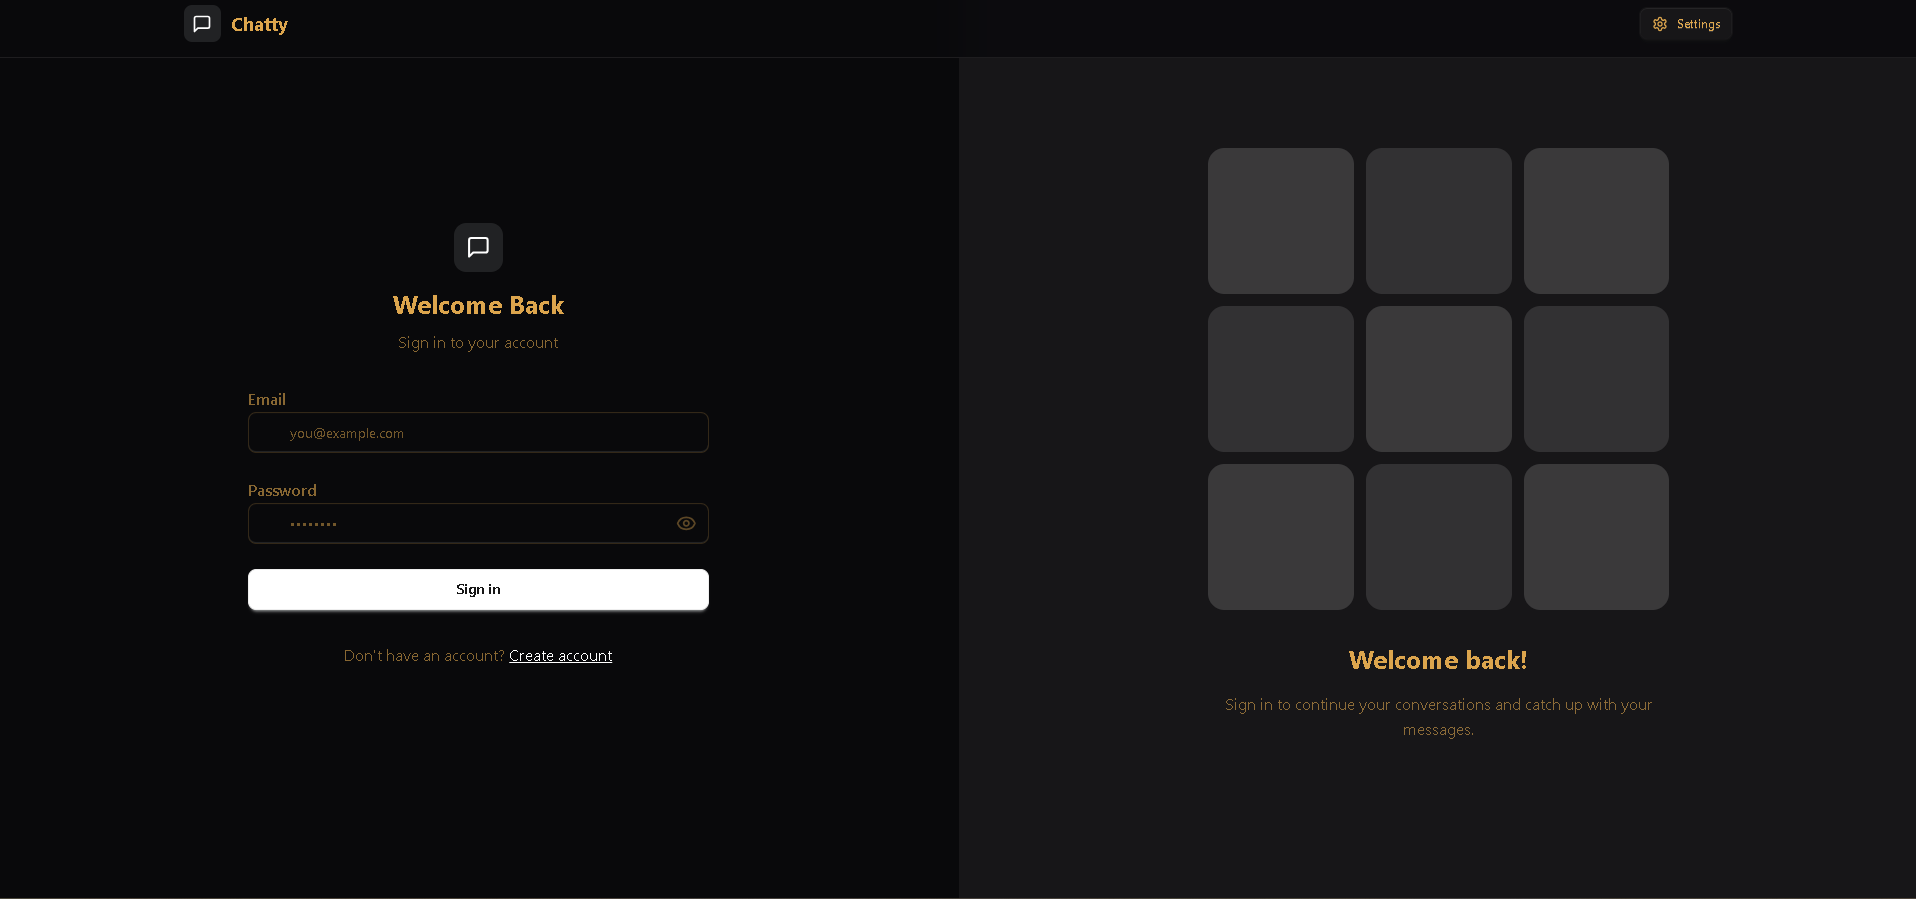 Chatty
Settings
Welcome Back
Sign in to your account
Email
you@example.com
Password
••••••••
Sign in
Don't have an account? Create account
Welcome back!
Sign in to continue your conversations and catch up with your
messages.